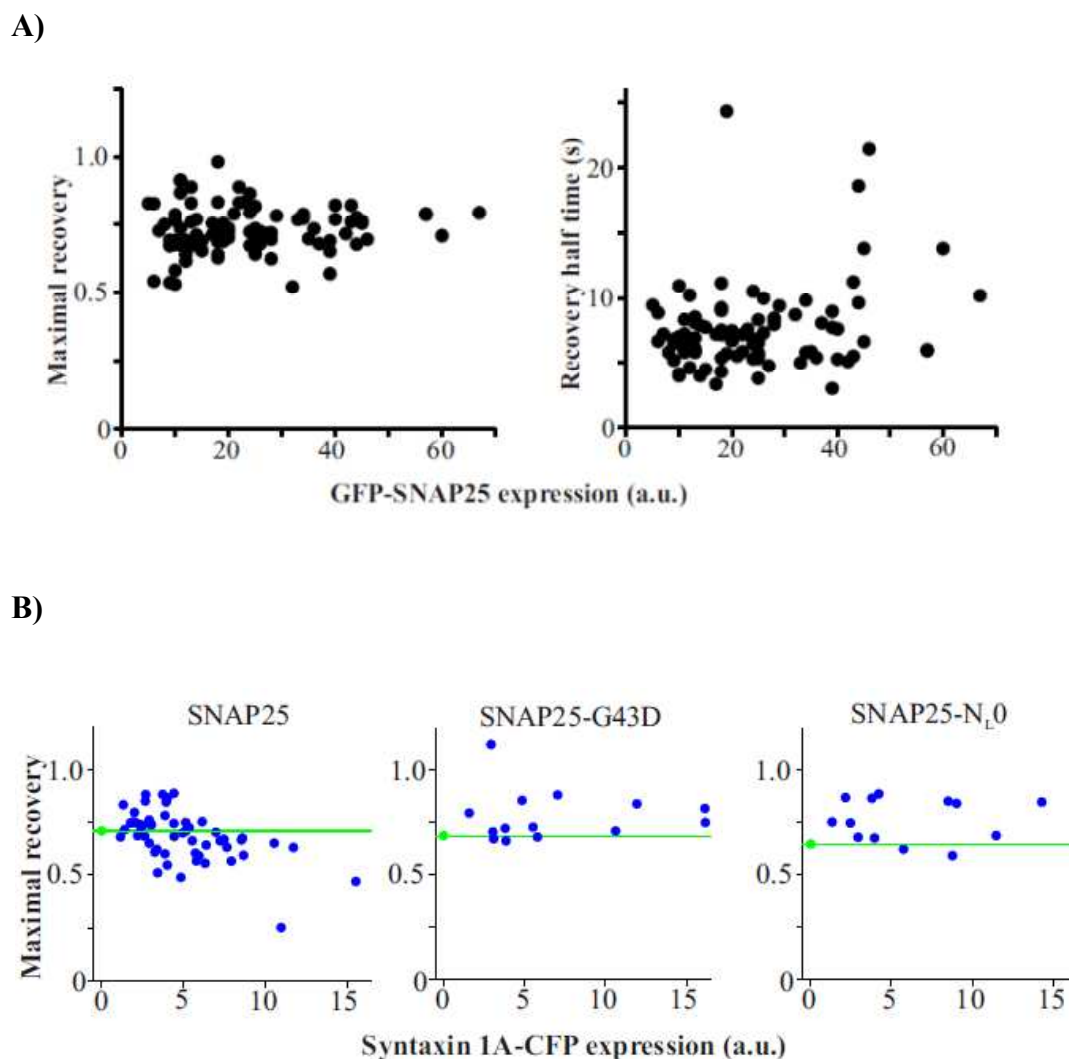 A)
Maximal recovery
1.0
0.5
0
0 20 40 60
Recovery half time (s)
20
10
0
0 20 40 60
GFP-SNAP25 expression (a.u.)
B)
SNAP25
SNAP25-G43D
SNAP25-N_L0
Maximal recovery
1.0
0.5
0
0 5 10 15
1.0
0.5
0
0 5 10 15
1.0
0.5
0
0 5 10 15
Syntaxin 1A-CFP expression (a.u.)